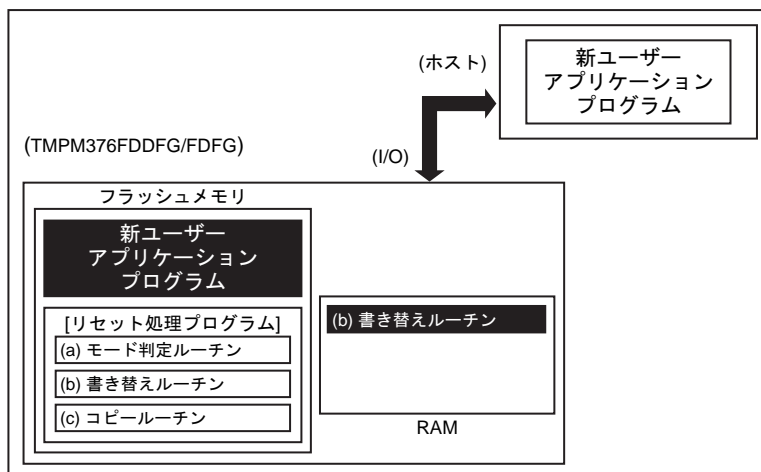 (ホスト)
新ユーザー
アプリケーション
プログラム
(TMPM376FDDFG/FDFG)
(I/O)
フラッシュメモリ
新ユーザー
アプリケーション
プログラム
[リセット処理プログラム]
(a) モード判定ルーチン
(b) 書き替えルーチン
(c) コピールーチン
(b) 書き替えルーチン
RAM